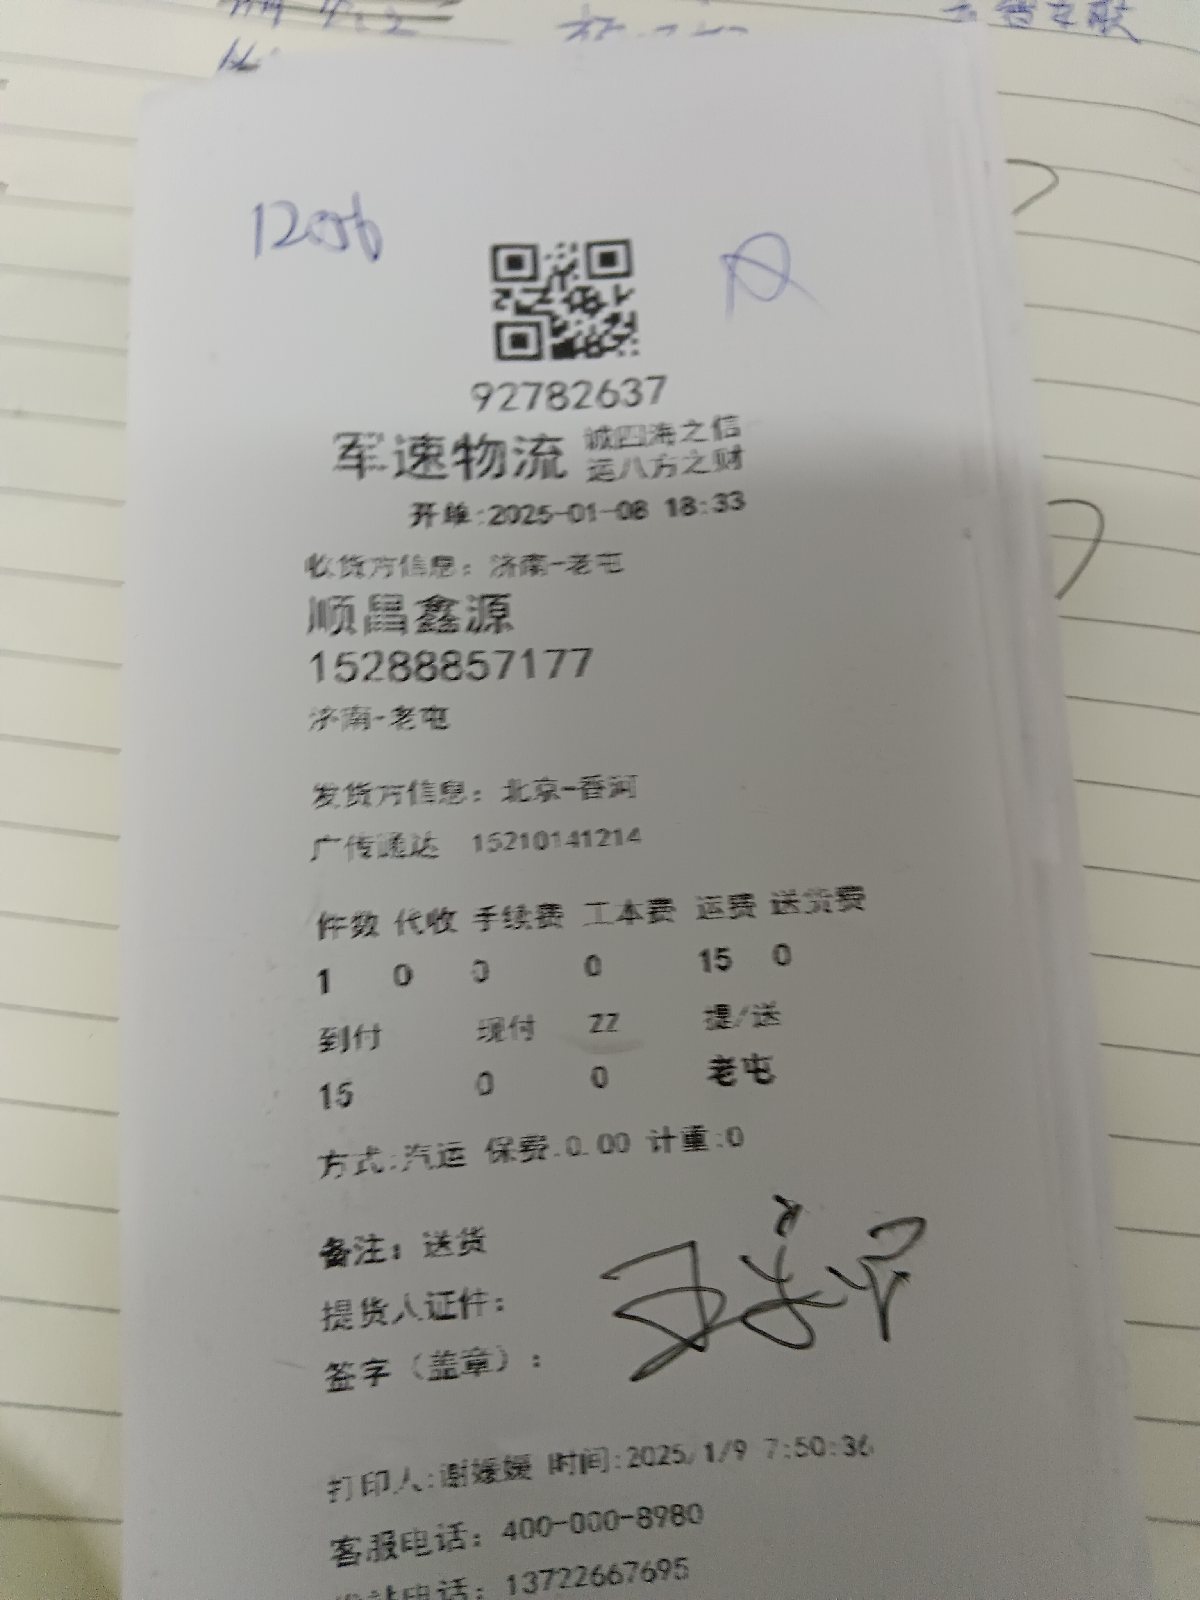 1206
92782637
军速物流 诚四海之信
运八方之财
开单:2025-01-08 18:33
收货方信息：济南-老屯
顺昌鑫源
15288857177
济南-老屯
发货方信息：北京-香河
广传通达 15210141214
件数 代收 手续费 工本费 运费 送货费
1 0 0 0 15 0
到付 现付 ZZ 提/送
15 0 0 老屯
方式:汽运 保费:0.00 计重:0
备注：送货
提货人证件：
签字（盖章）：
打印人:谢媛媛 时间:2025/1/9 7:50:36
客服电话：400-000-8980
电话：13722667695